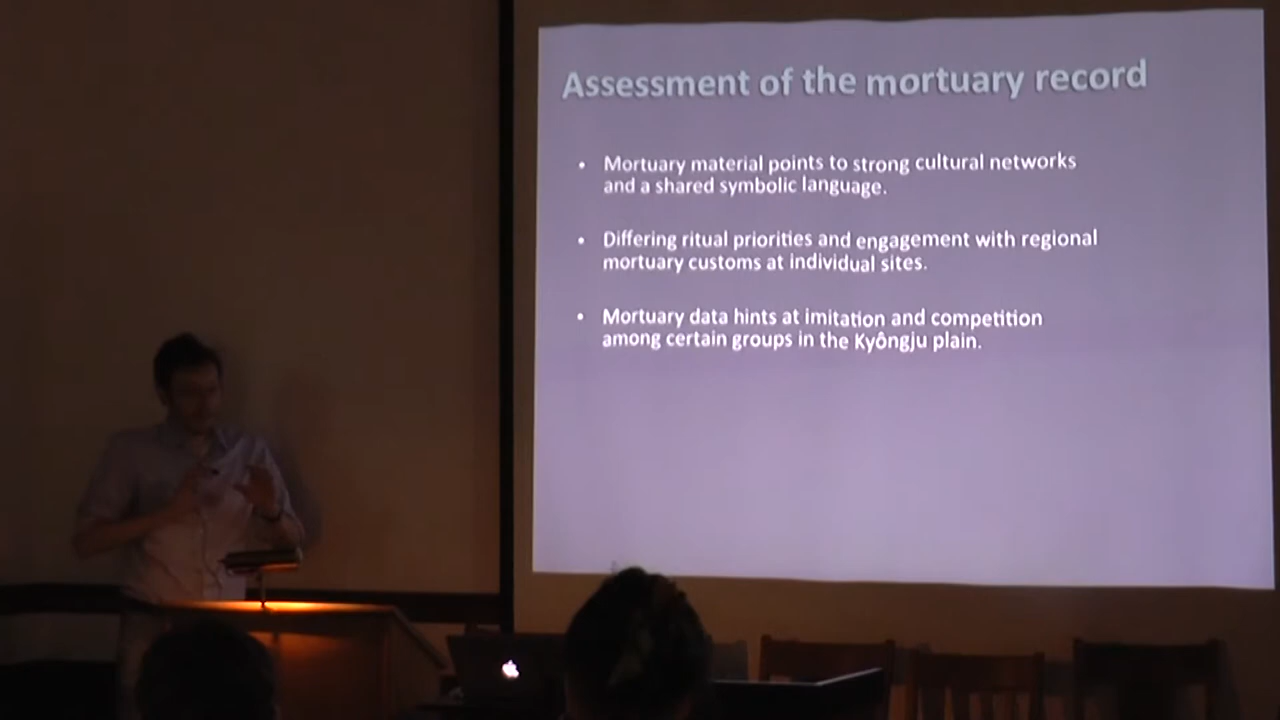 Assessment of the mortuary record
• Mortuary material points to strong cultural networks
and a shared symbolic language.
• Differing ritual priorities and engagement with regional
mortuary customs at individual sites.
• Mortuary data hints at imitation and competition
among certain groups in the Kyôngju plain.